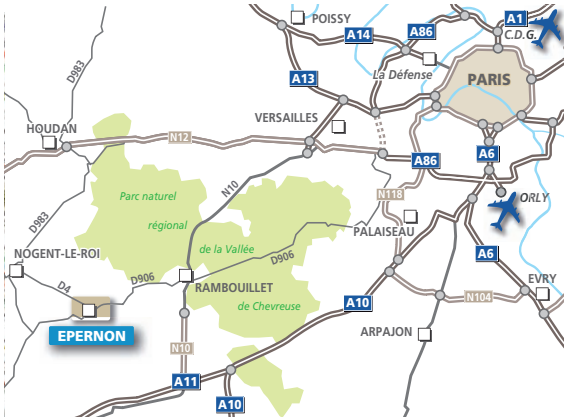 POISSY
A14
A86
A1
C.D.G.
D983
A13
La Défense
PARIS
VERSAILLES
HOUDAN
N12
A86
A6
N10
N118
Parc naturel
régional
de la Vallée
de Chevreuse
ORLY
D983
PALAISEAU
NOGENT-LE-ROI
D906
D906
A6
D4
RAMBOUILLET
A10
N104
EVRY
EPERNON
ARPAJON
N10
A11
A10